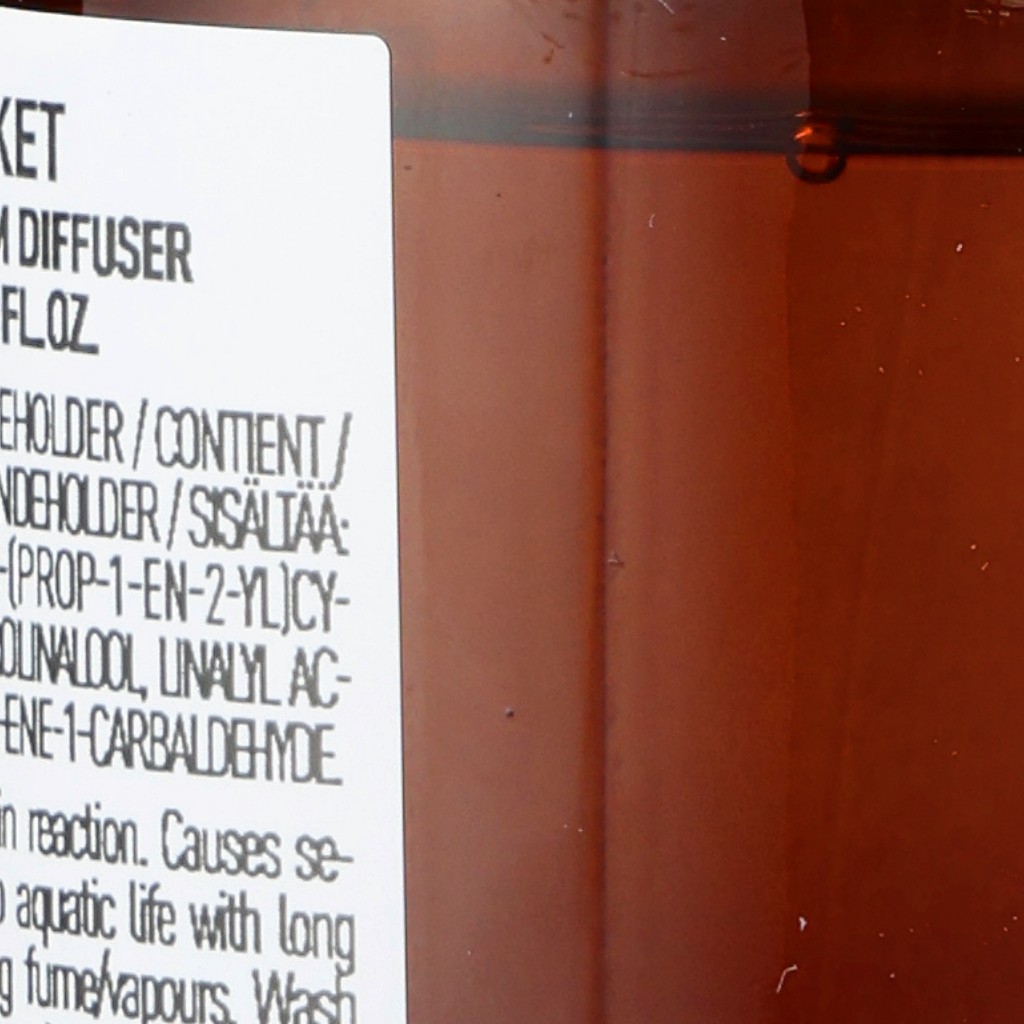 KET
M DIFFUSER
FL.OZ.
EHOLDER / CONTIENT /
NDEHOLDER / SISÄLTÄÄ:
-(PROP-1-EN-2-YL)CY-
OLINALOOL, LINALYL AC-
-ENE-1-CARBALDEHYDE.
in reaction. Causes se-
o aquatic life with long
g fume/vapours. Wash